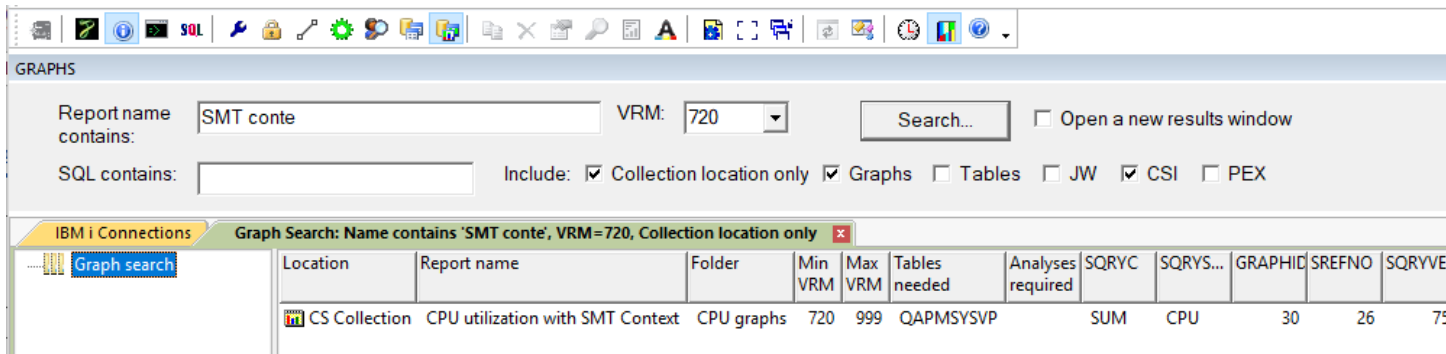 SQL
GRAPHS
Report name contains:
SMT conte
VRM:
720
Search...
Open a new results window
SQL contains:
Include:
Collection location only
Graphs
Tables
JW
CSI
PEX
IBM i Connections
Graph Search: Name contains 'SMT conte', VRM=720, Collection location only
Graph search
Location Report name Folder Min VRM Max VRM Tables needed Analyses required SQRYC SQRYS... GRAPHID SREFNO SQRYVE
CS Collection CPU utilization with SMT Context CPU graphs 720 999 QAPMSYSVP SUM CPU 30 26 75